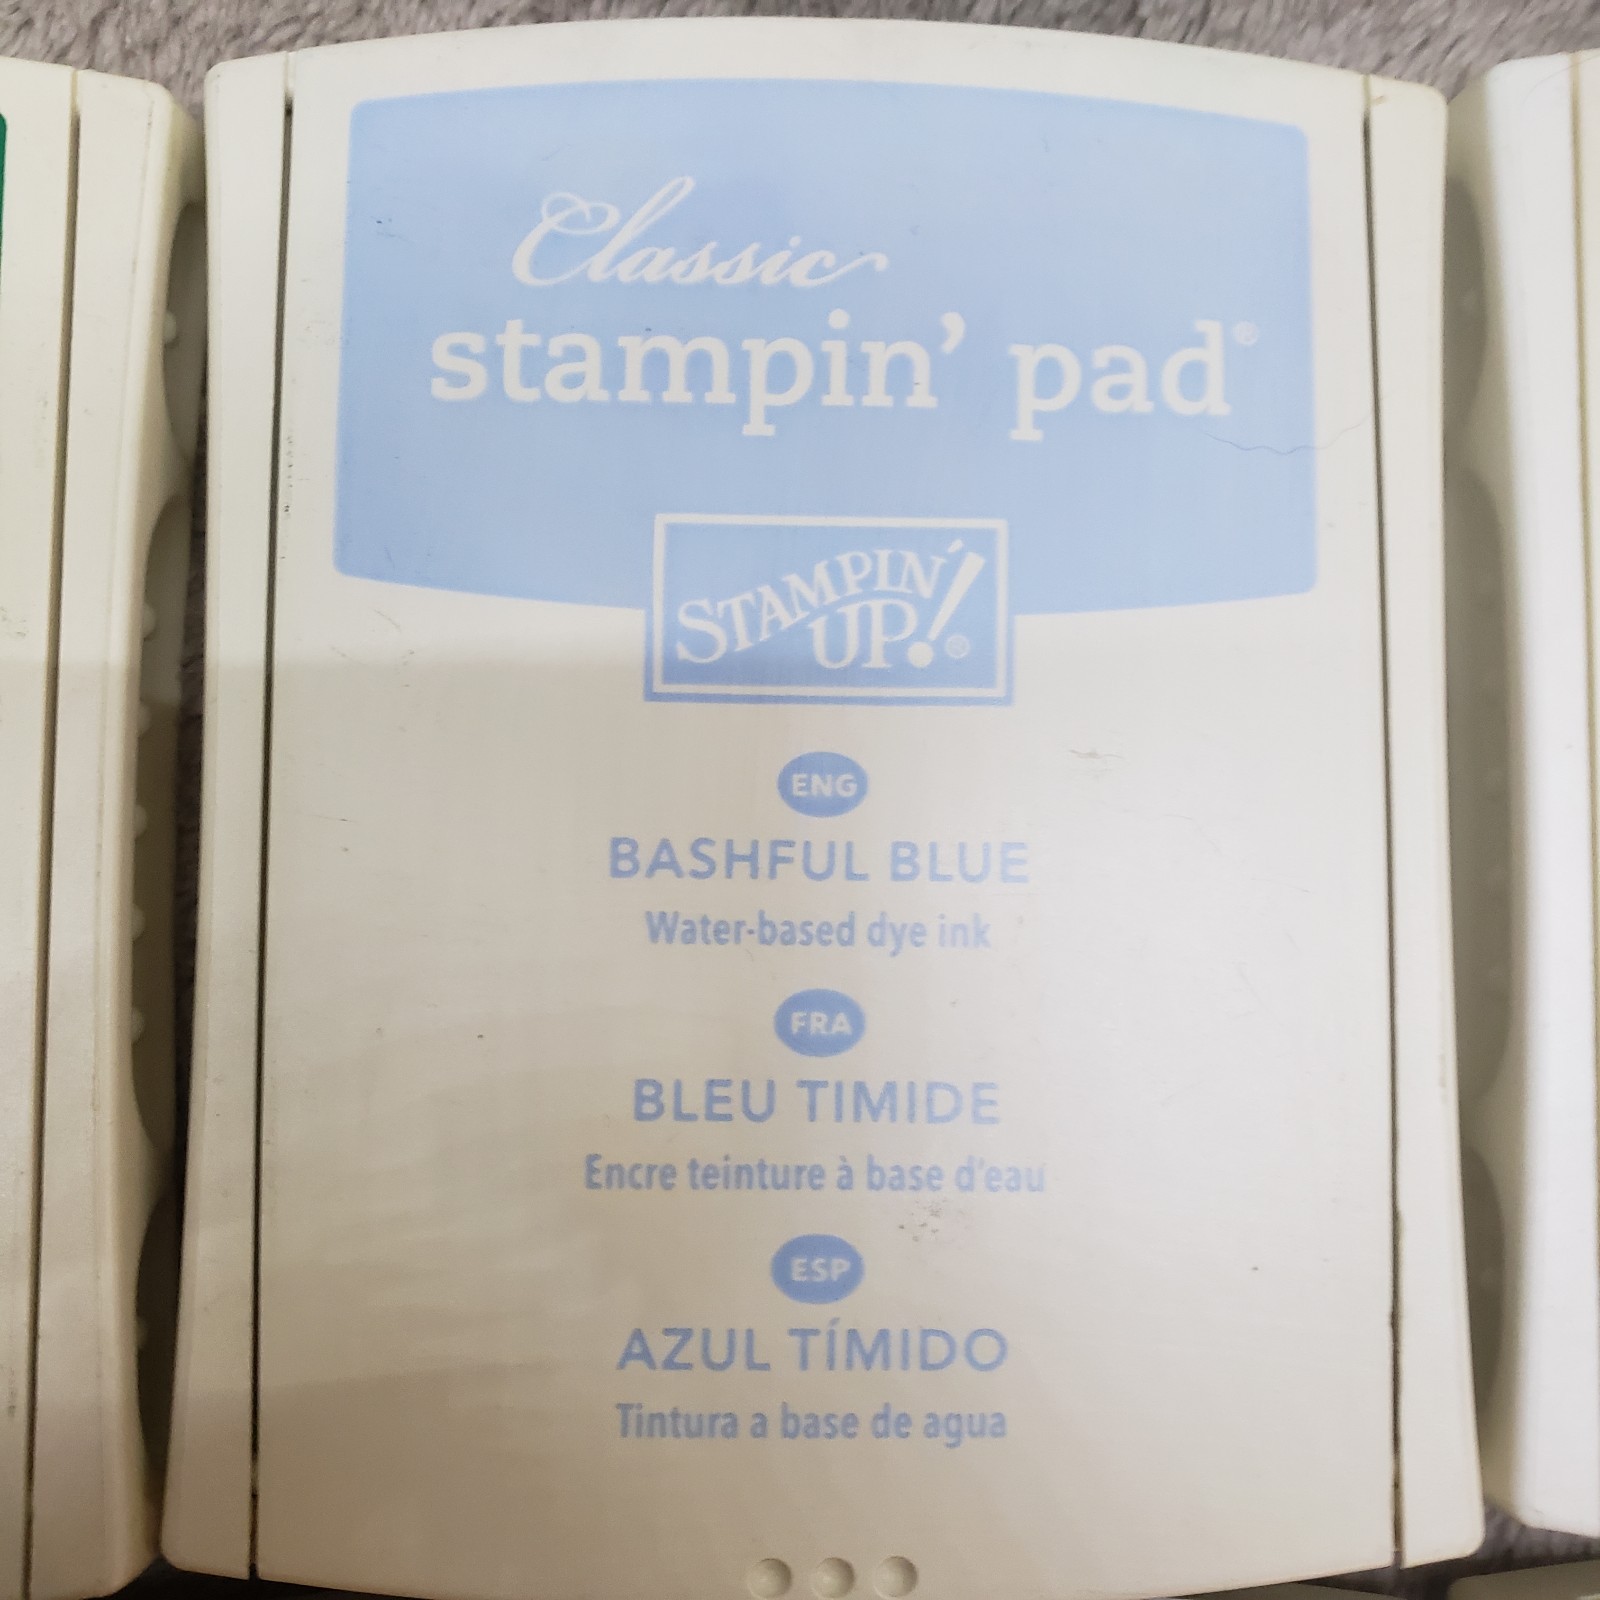 Classic
stampin' pad®
STAMPIN'
UP!®
ENG
BASHFUL BLUE
Water-based dye ink
FRA
BLEU TIMIDE
Encre teinture à base d'eau
ESP
AZUL TÍMIDO
Tintura a base de agua